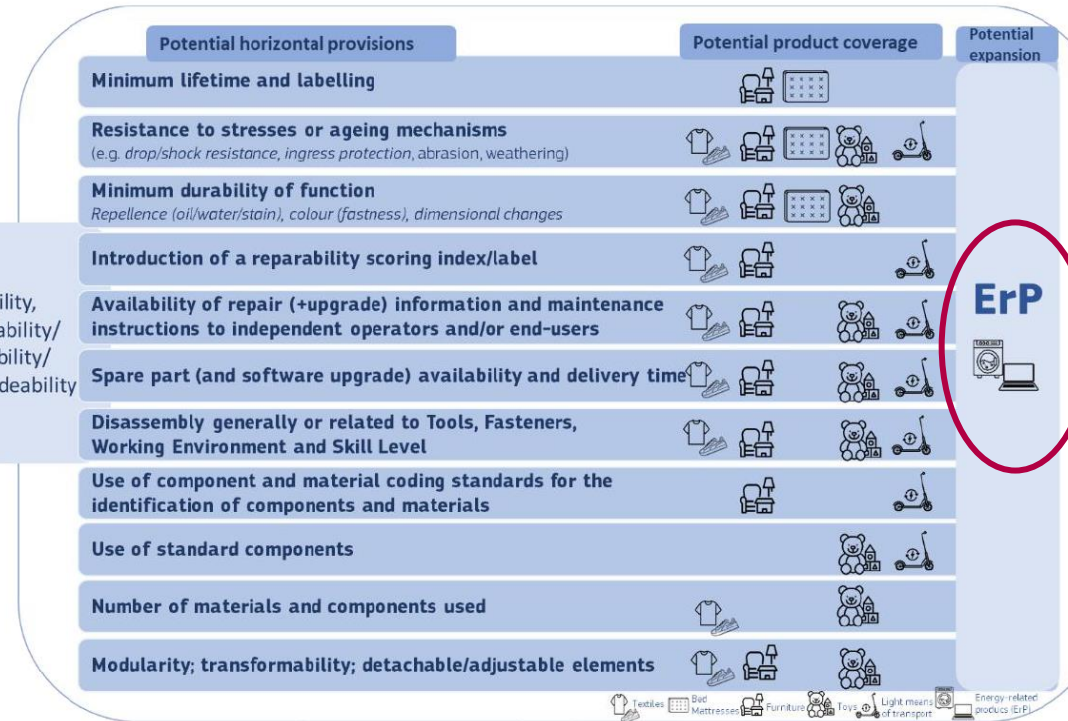 Potential horizontal provisions
Potential product coverage
Potential
expansion
Minimum lifetime and labelling
Resistance to stresses or ageing mechanisms
(e.g. drop/shock resistance, ingress protection, abrasion, weathering)
Minimum durability of function
Repellence (oil/water/stain), colour (fastness), dimensional changes
Introduction of a reparability scoring index/label
ility,
ability/
bility/
deability
Availability of repair (+upgrade) information and maintenance
instructions to independent operators and/or end-users
Spare part (and software upgrade) availability and delivery time
Disassembly generally or related to Tools, Fasteners,
Working Environment and Skill Level
Use of component and material coding standards for the
identification of components and materials
Use of standard components
Number of materials and components used
Modularity; transformability; detachable/adjustable elements
ErP
Textiles
Bed
Mattresses
Furniture
Toys
Light means
of transport
Energy-related
producs (ErP)